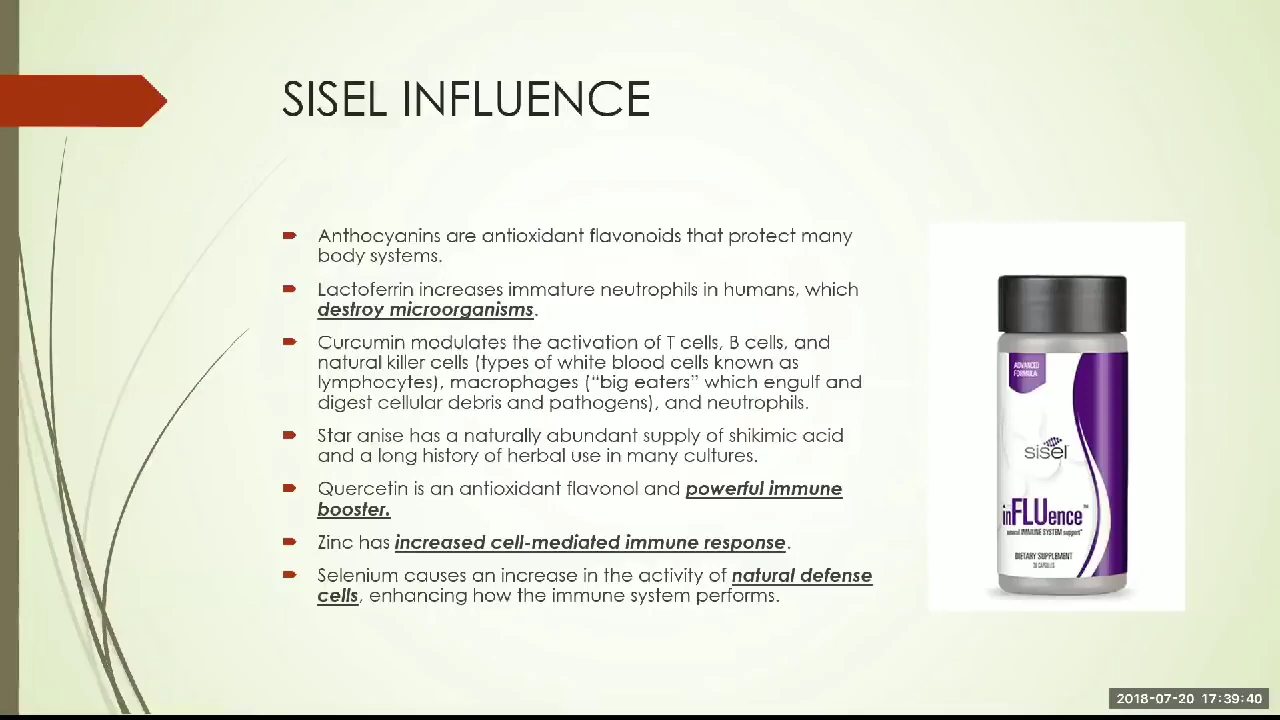 SISEL INFLUENCE
Anthocyanins are antioxidant flavonoids that protect many
body systems.
Lactoferrin increases immature neutrophils in humans, which
destroy microorganisms.
Curcumin modulates the activation of T cells, B cells, and
natural killer cells (types of white blood cells known as
lymphocytes), macrophages (“big eaters” which engulf and
digest cellular debris and pathogens), and neutrophils.
Star anise has a naturally abundant supply of shikimic acid
and a long history of herbal use in many cultures.
Quercetin is an antioxidant flavonol and powerful immune
booster.
Zinc has increased cell-mediated immune response.
Selenium causes an increase in the activity of natural defense
cells, enhancing how the immune system performs.
ADVANCED
FORMULA
sisel
inFLUence™
IMMUNE SYSTEM support
DIETARY SUPPLEMENT
CAPSULES
2018-07-20 17:39:40